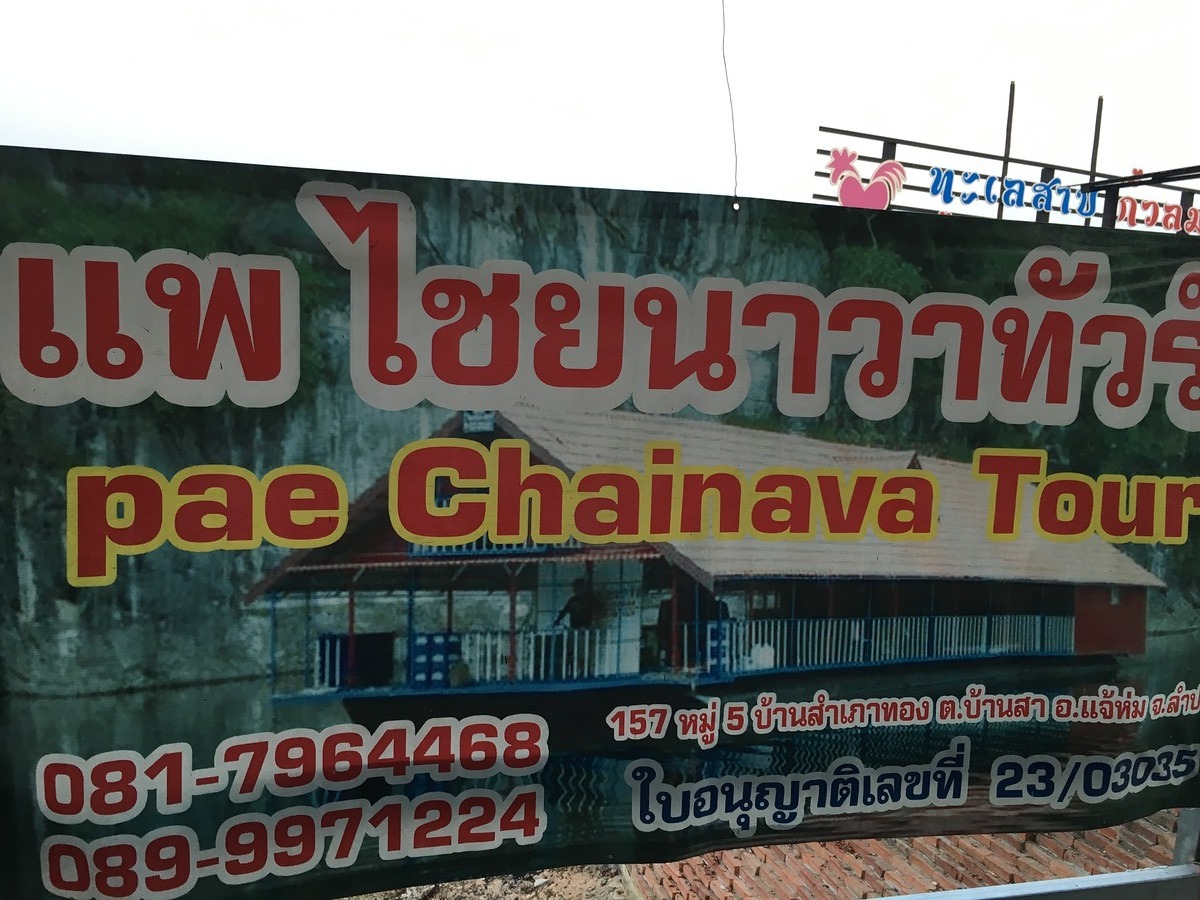 ทะเลสาบ
แพ ไชยนาวาทัวร์
pae Chainava Tour
157 หมู่ 5 บ้านสำเภาทอง ต.บ้านสา อ.แจ้ห่ม
081-7964468
ใบอนุญาติเลขที่ 23/03035
089-9971224